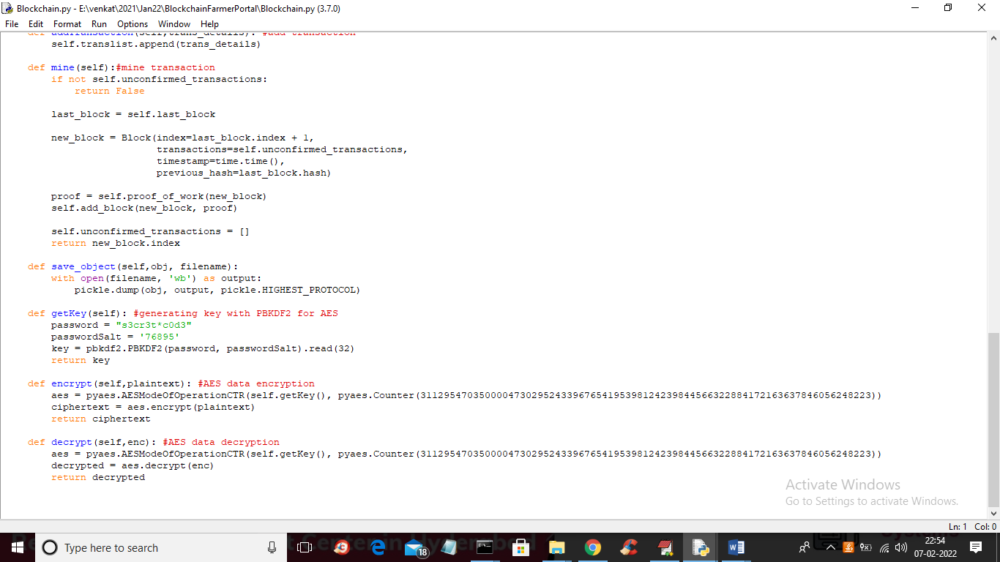 Blockchain.py - E:\venkat\2021\Jan22\BlockchainFarmerPortal\Blockchain.py (3.7.0)
File Edit Format Run Options Window Help
def addTransaction(self,trans_details): #add transaction
self.translist.append(trans_details)
def mine(self):#mine transaction
if not self.unconfirmed_transactions:
return False
last_block = self.last_block
new_block = Block(index=last_block.index + 1,
transactions=self.unconfirmed_transactions,
timestamp=time.time(),
previous_hash=last_block.hash)
proof = self.proof_of_work(new_block)
self.add_block(new_block, proof)
self.unconfirmed_transactions = []
return new_block.index
def save_object(self,obj, filename):
with open(filename, 'wb') as output:
pickle.dump(obj, output, pickle.HIGHEST_PROTOCOL)
def getKey(self): #generating key with PBKDF2 for AES
password = "s3cr3t*c0d3"
passwordSalt = '76895'
key = pbkdf2.PBKDF2(password, passwordSalt).read(32)
return key
def encrypt(self,plaintext): #AES data encryption
aes = pyaes.AESModeOfOperationCTR(self.getKey(), pyaes.Counter(31129547035000047302952433967654195398124239844566322884172163637846056248223))
ciphertext = aes.encrypt(plaintext)
return ciphertext
def decrypt(self,enc): #AES data decryption
aes = pyaes.AESModeOfOperationCTR(self.getKey(), pyaes.Counter(31129547035000047302952433967654195398124239844566322884172163637846056248223))
decrypted = aes.decrypt(enc)
return decrypted
Activate Windows
Go to Settings to activate Windows.
Ln: 1 Col: 0
Type here to search
18
22:54
07-02-2022